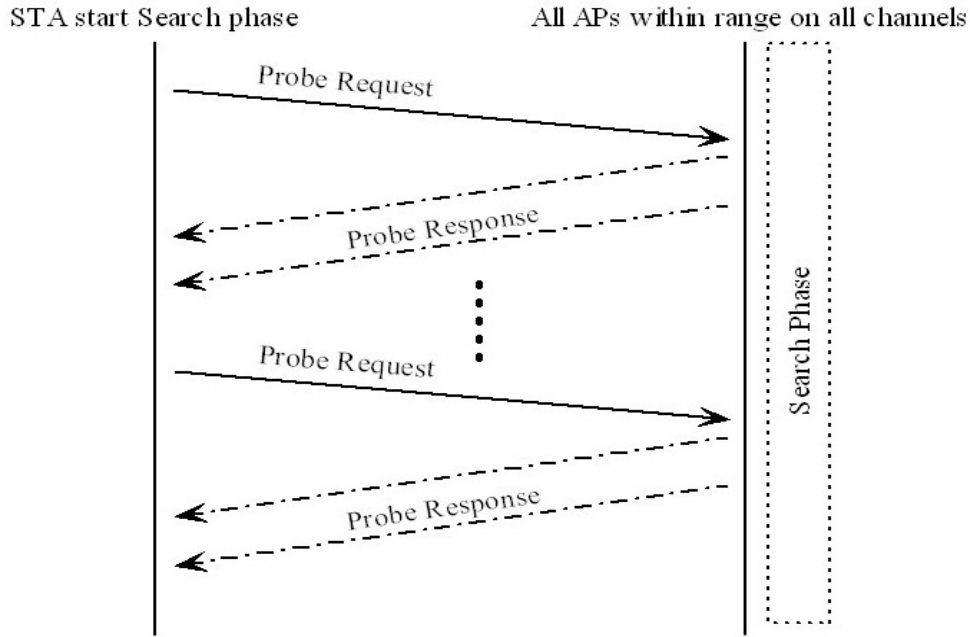 STA start Search phase
All APs within range on all channels
Probe Request
Probe Response
Probe Request
Probe Response
Search Phase